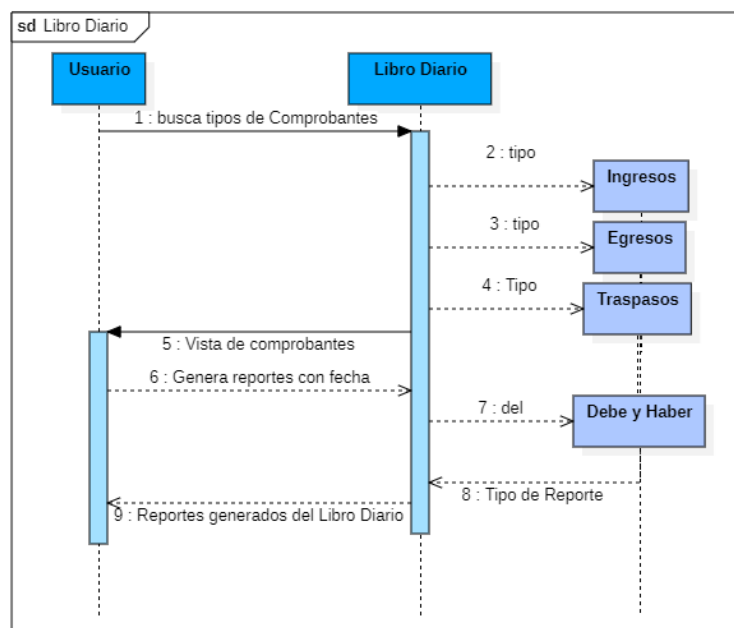 sd Libro Diario
Usuario
Libro Diario
1 : busca tipos de Comprobantes
2 : tipo
Ingresos
3 : tipo
Egresos
4 : Tipo
Traspasos
5 : Vista de comprobantes
6 : Genera reportes con fecha
7 : del
Debe y Haber
8 : Tipo de Reporte
9 : Reportes generados del Libro Diario